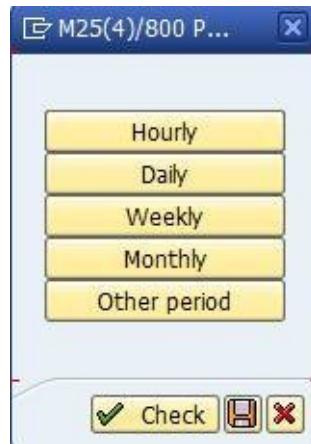 M25(4)/800 P...
Hourly
Daily
Weekly
Monthly
Other period
Check